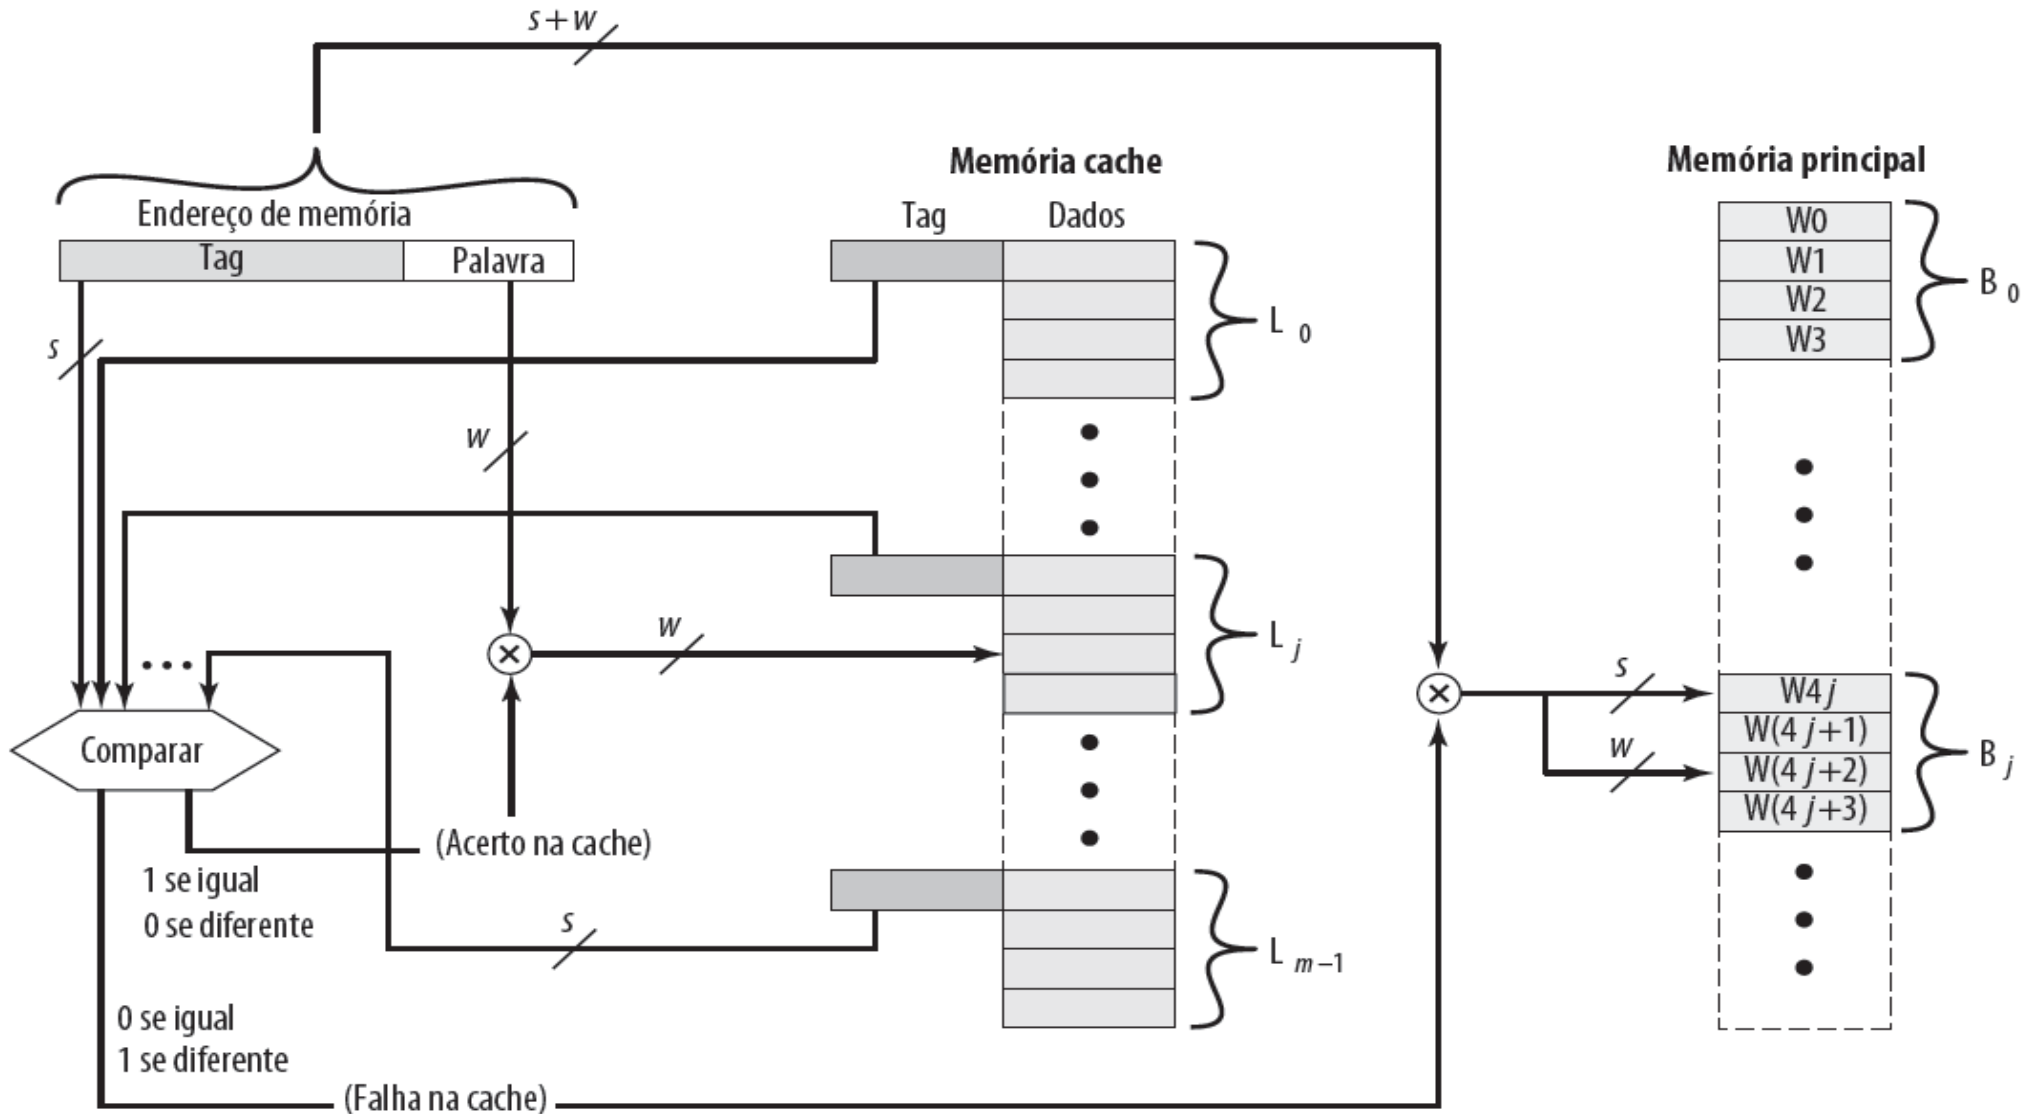 s+w
Memória cache
Memória principal
Endereço de memória
Tag
Dados
Tag
Palavra
W0
W1
W2
W3
B 0
L 0
s
w
w
L j
s
w
W4j
W(4 j+1)
W(4 j+2)
W(4 j+3)
B j
Comparar
(Acerto na cache)
1 se igual
0 se diferente
s
L m–1
0 se igual
1 se diferente
(Falha na cache)